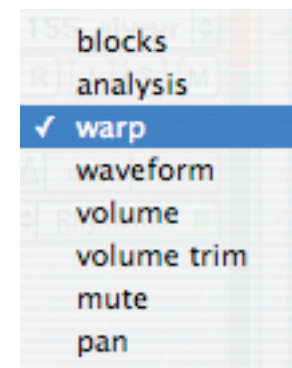 blocks
analysis
✓ warp
waveform
volume
volume trim
mute
pan